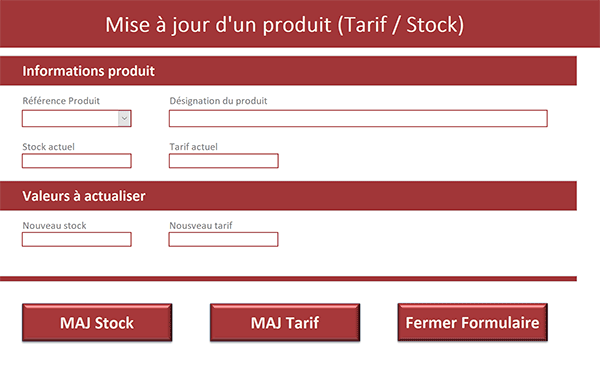 Mise à jour d'un produit (Tarif / Stock)
Informations produit
Référence Produit Désignation du produit
Stock actuel Tarif actuel
Valeurs à actualiser
Nouveau stock Nousveau tarif
MAJ Stock MAJ Tarif Fermer Formulaire